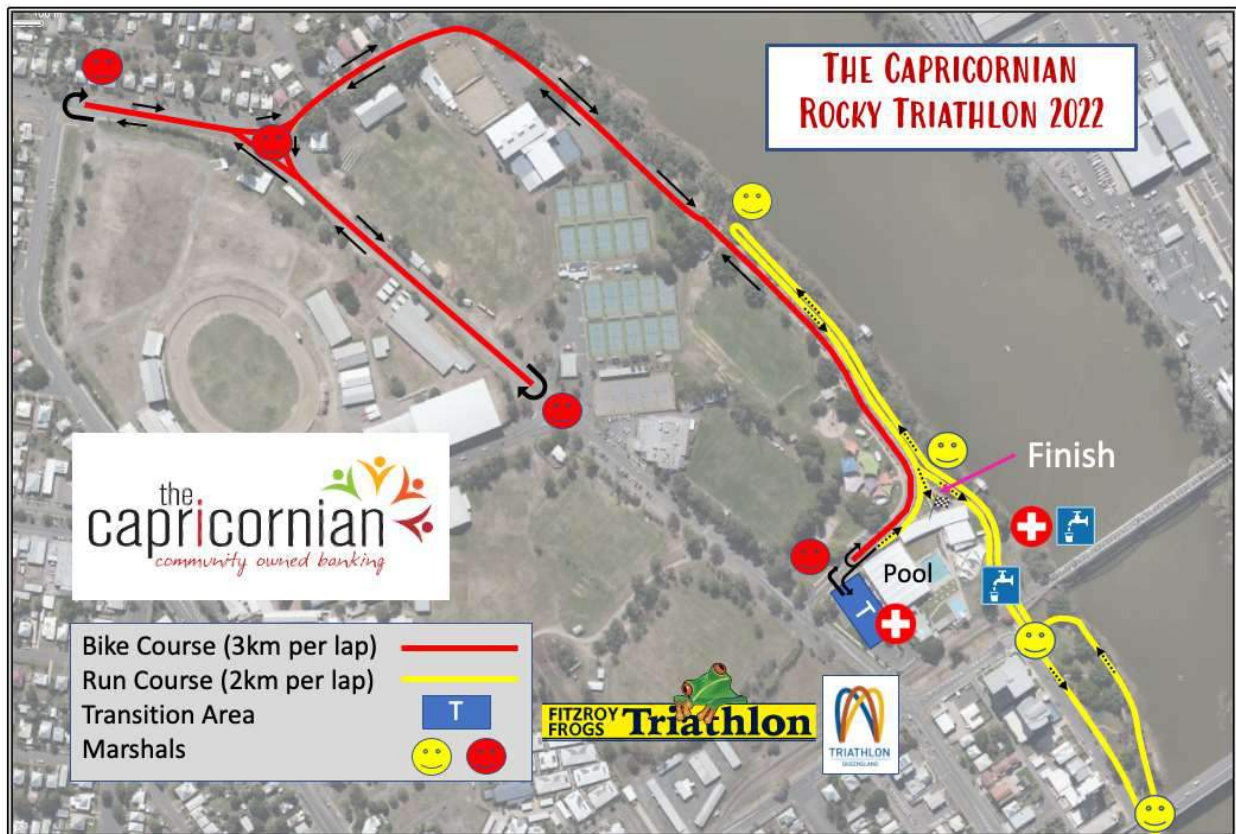 100 m
THE CAPRICORNIAN
ROCKY TRIATHLON 2022
Finish
Pool
T
the
capricornian
community owned banking
Bike Course (3km per lap)
Run Course (2km per lap)
Transition Area
T
Marshals
FITZROY
FROGS
Triathlon
TRIATHLON
QUEENSLAND